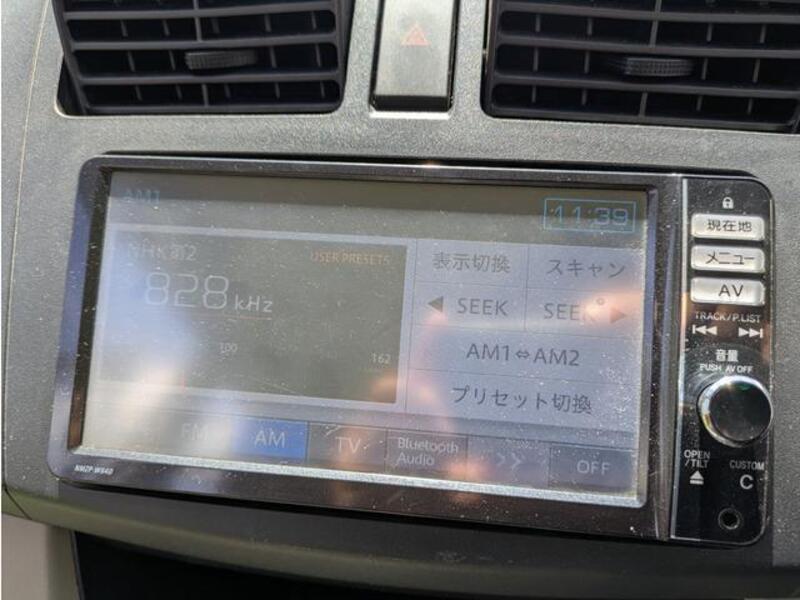 AM1
11:39
NHK第2
USER PRESETS
828 kHz
100
162
表示切換
スキャン
◀ SEEK
SEEK ▶
AM1⇔AM2
プリセット切換
FM
AM
TV
Bluetooth
Audio
>>
OFF
NMZP-W64D
現在地
メニュー
AV
TRACK/P.LIST
音量
PUSH AV OFF
OPEN
/TILT
CUSTOM
C